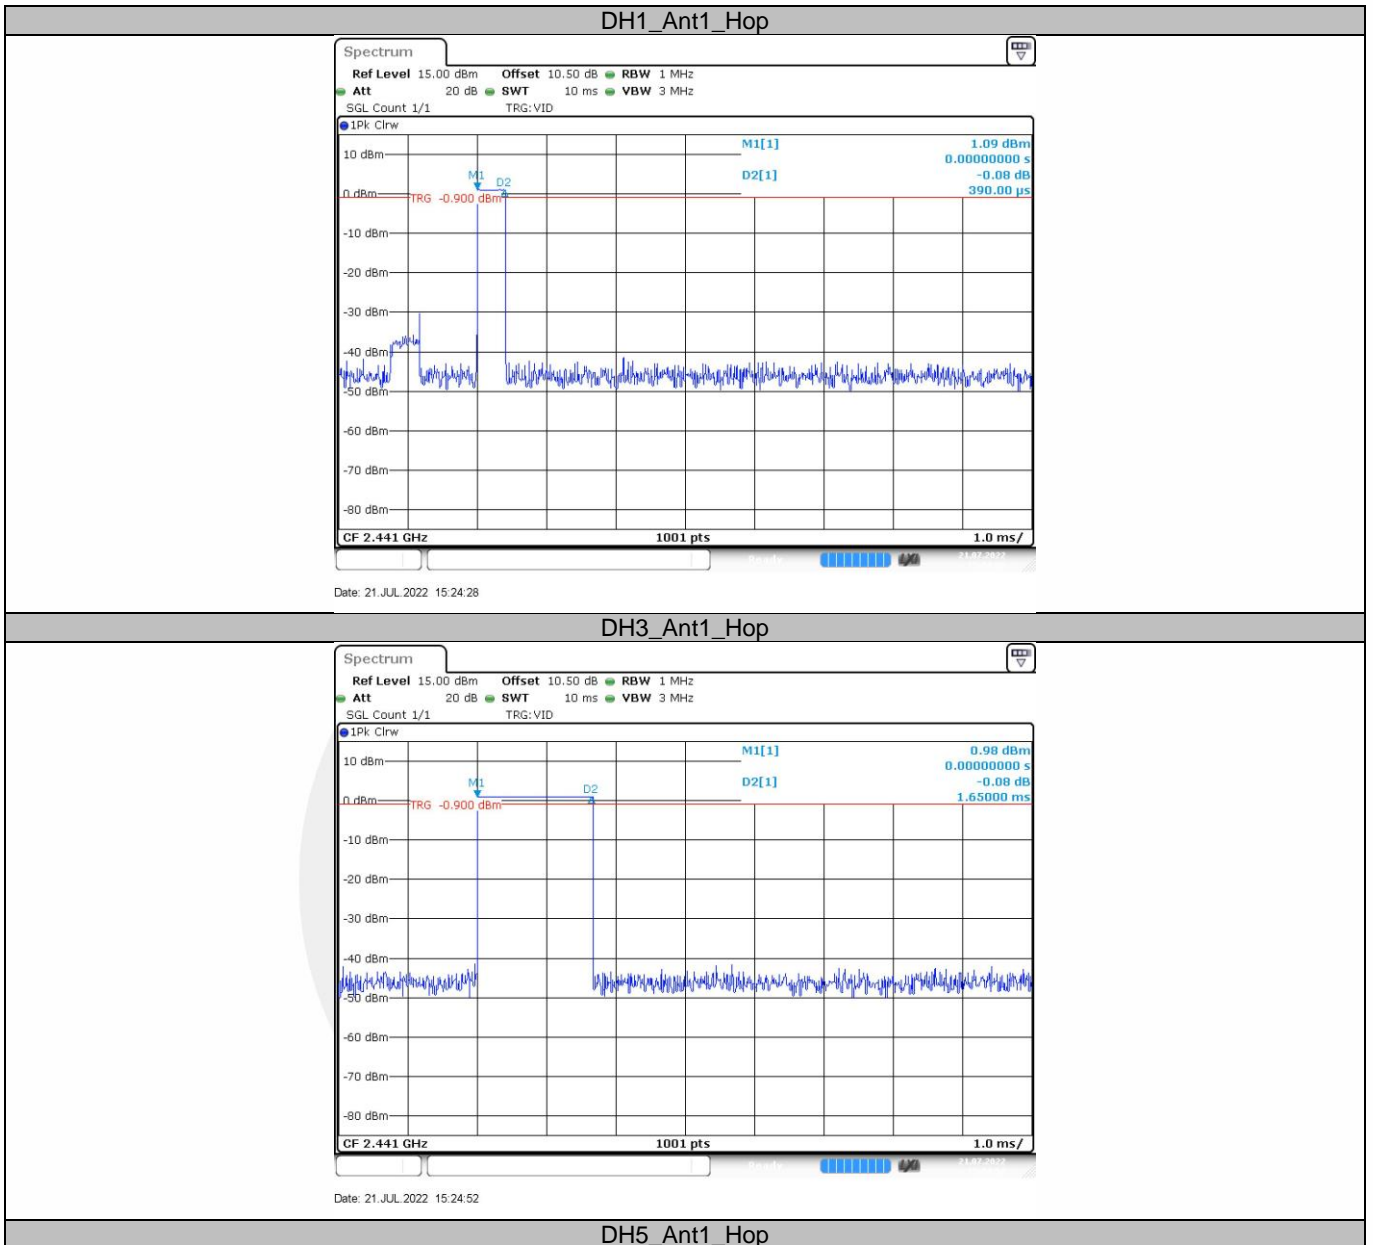 DH1_Ant1_Hop
Spectrum
Ref Level 15.00 dBm Offset 10.50 dB RBW 1 MHz
Att 20 dB SWT 10 ms VBW 3 MHz
SGL Count 1/1 TRG:VID
1Pk Clrw
M1[1] 1.09 dBm
0.00000000 s
D2[1] -0.08 dB
390.00 µs
10 dBm
M1
D2
0 dBm
TRG -0.900 dBm
-10 dBm
-20 dBm
-30 dBm
-40 dBm
-50 dBm
-60 dBm
-70 dBm
-80 dBm
CF 2.441 GHz 1001 pts 1.0 ms/
Ready 21.07.2022
Date: 21.JUL.2022 15:24:28
DH3_Ant1_Hop
Spectrum
Ref Level 15.00 dBm Offset 10.50 dB RBW 1 MHz
Att 20 dB SWT 10 ms VBW 3 MHz
SGL Count 1/1 TRG:VID
1Pk Clrw
M1[1] 0.98 dBm
0.00000000 s
D2[1] -0.08 dB
1.65000 ms
10 dBm
M1
D2
0 dBm
TRG -0.900 dBm
-10 dBm
-20 dBm
-30 dBm
-40 dBm
-50 dBm
-60 dBm
-70 dBm
-80 dBm
CF 2.441 GHz 1001 pts 1.0 ms/
Ready 21.07.2022
Date: 21.JUL.2022 15:24:52
DH5_Ant1_Hop